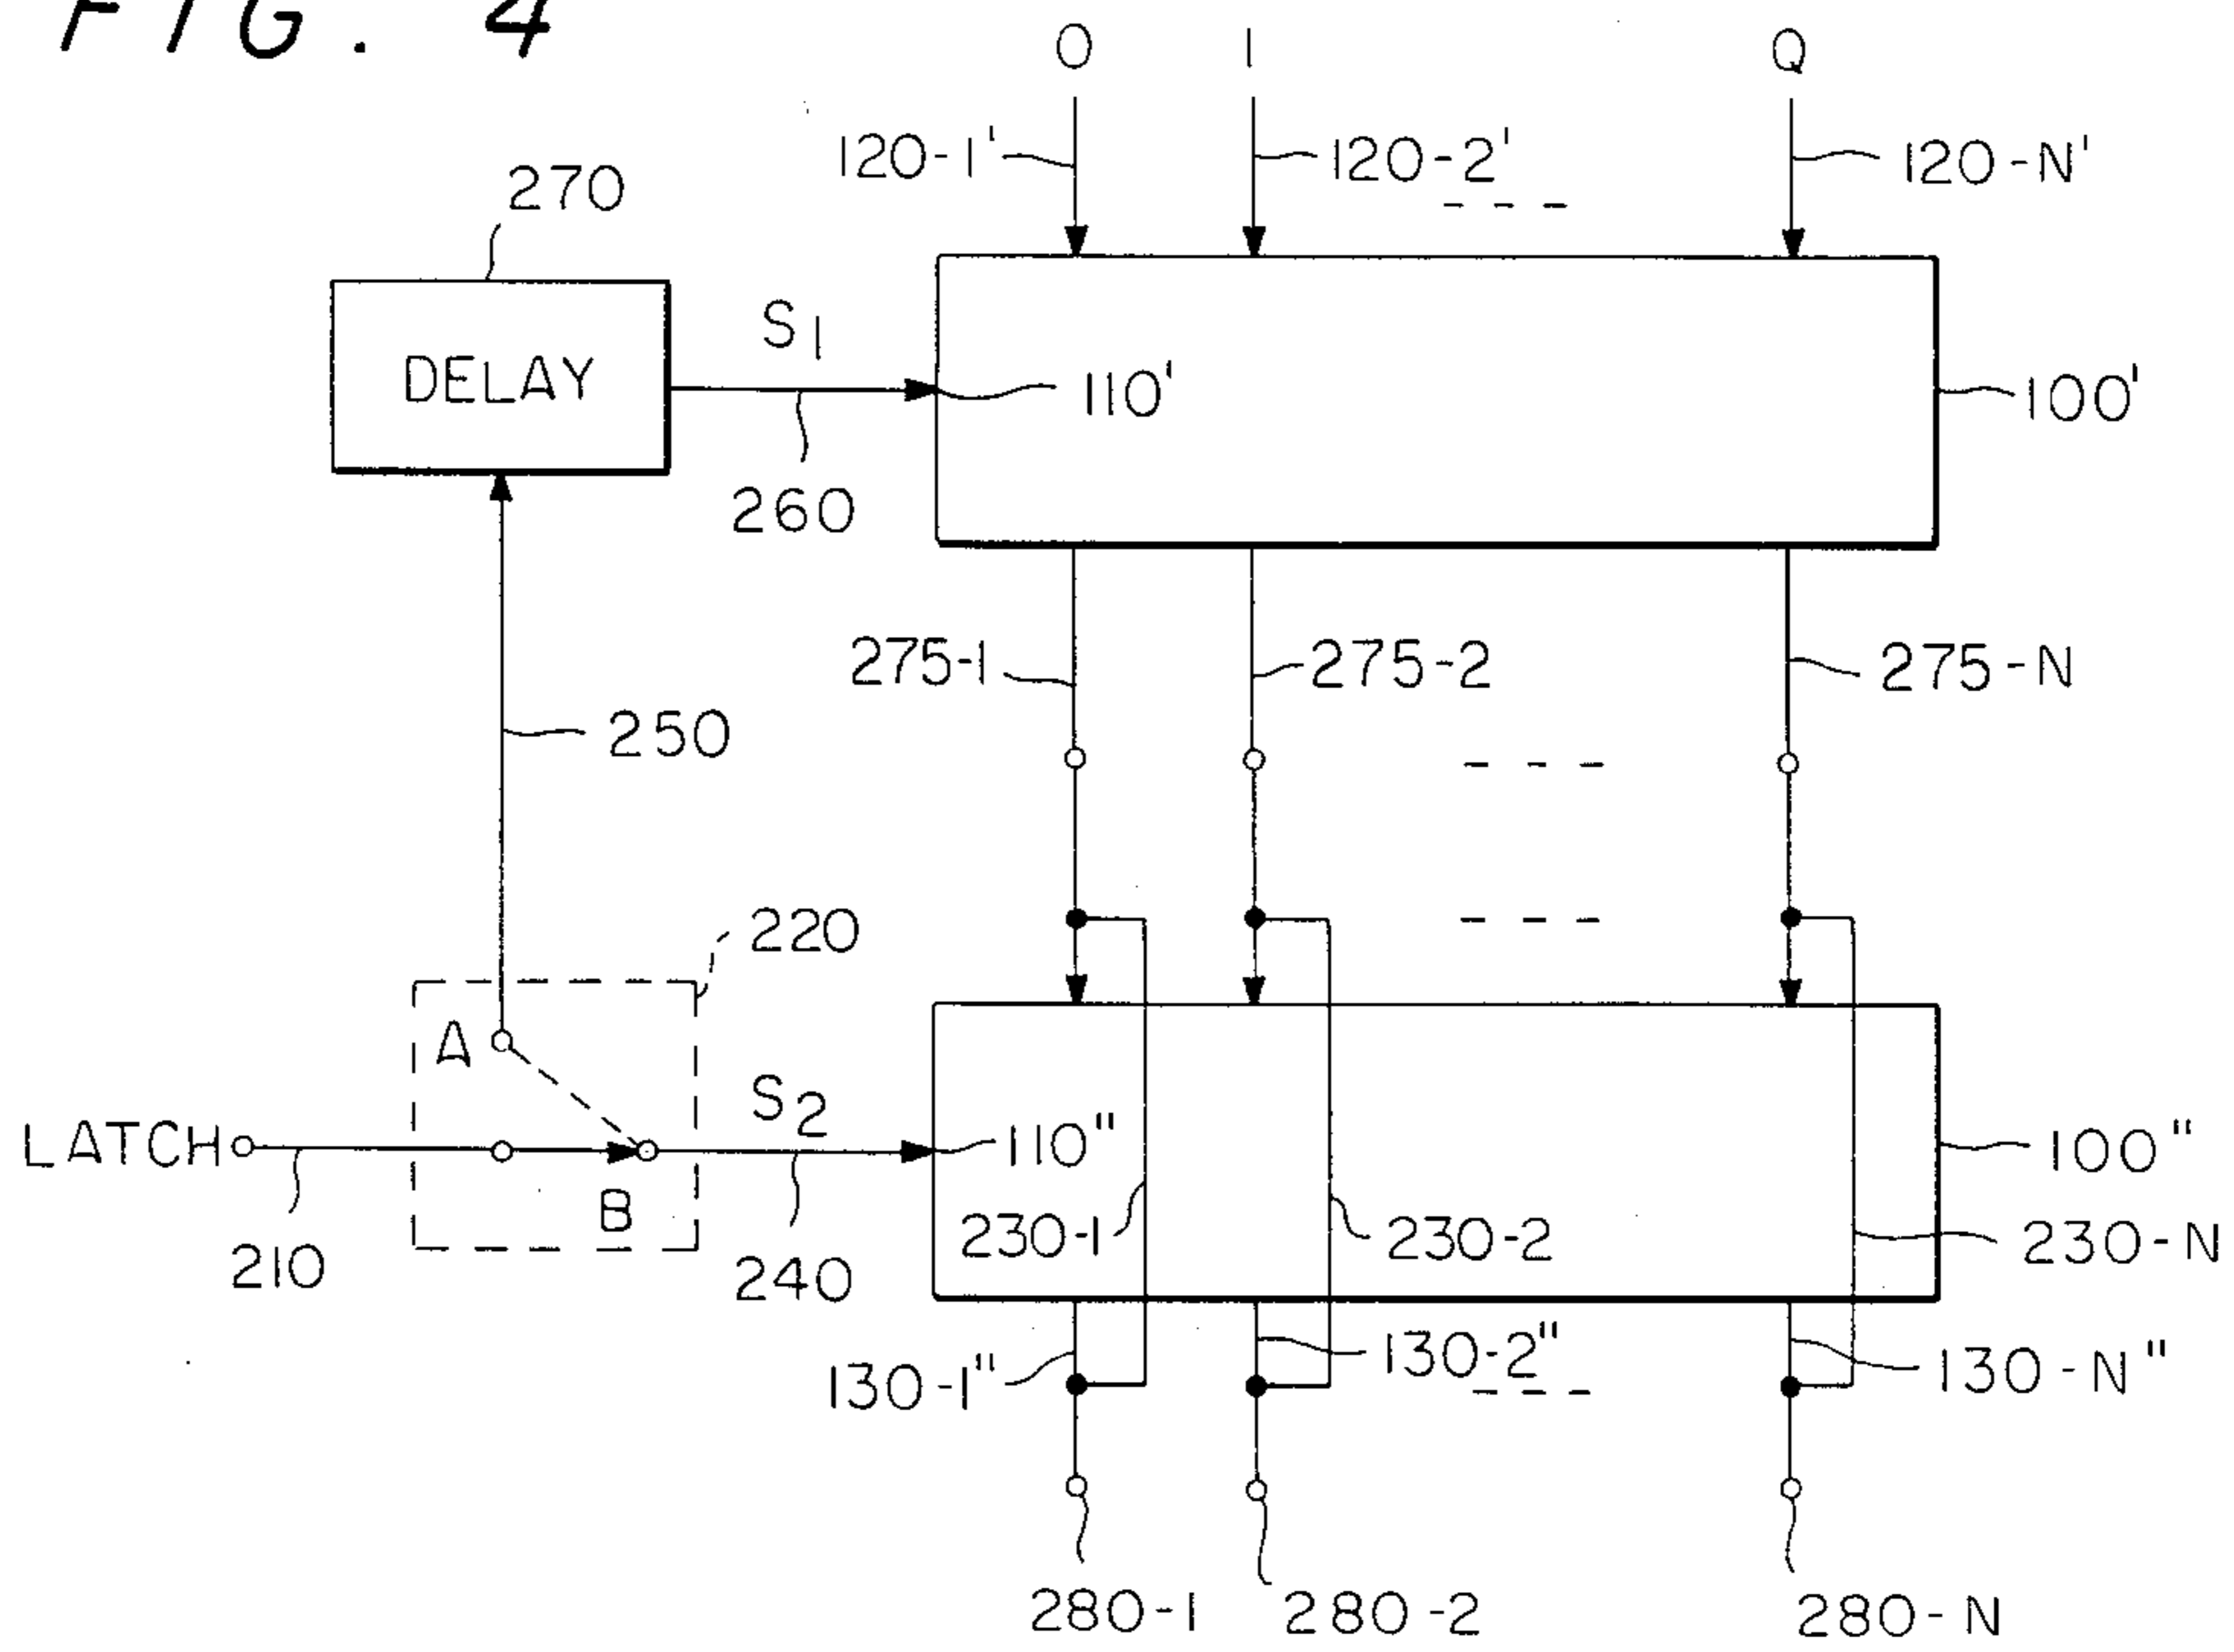 FIG. 4
O I Q
120-1' 120-2' 120-N'
- - -
270
DELAY
S1
110'
100'
260
275-1 275-2 275-N
250
- - -
- - -
220
A
S2
LATCH
110"
100"
B
230-1 230-2 230-N
210
240
130-1" 130-2" 130-N"
- - -
280-1 280-2 280-N